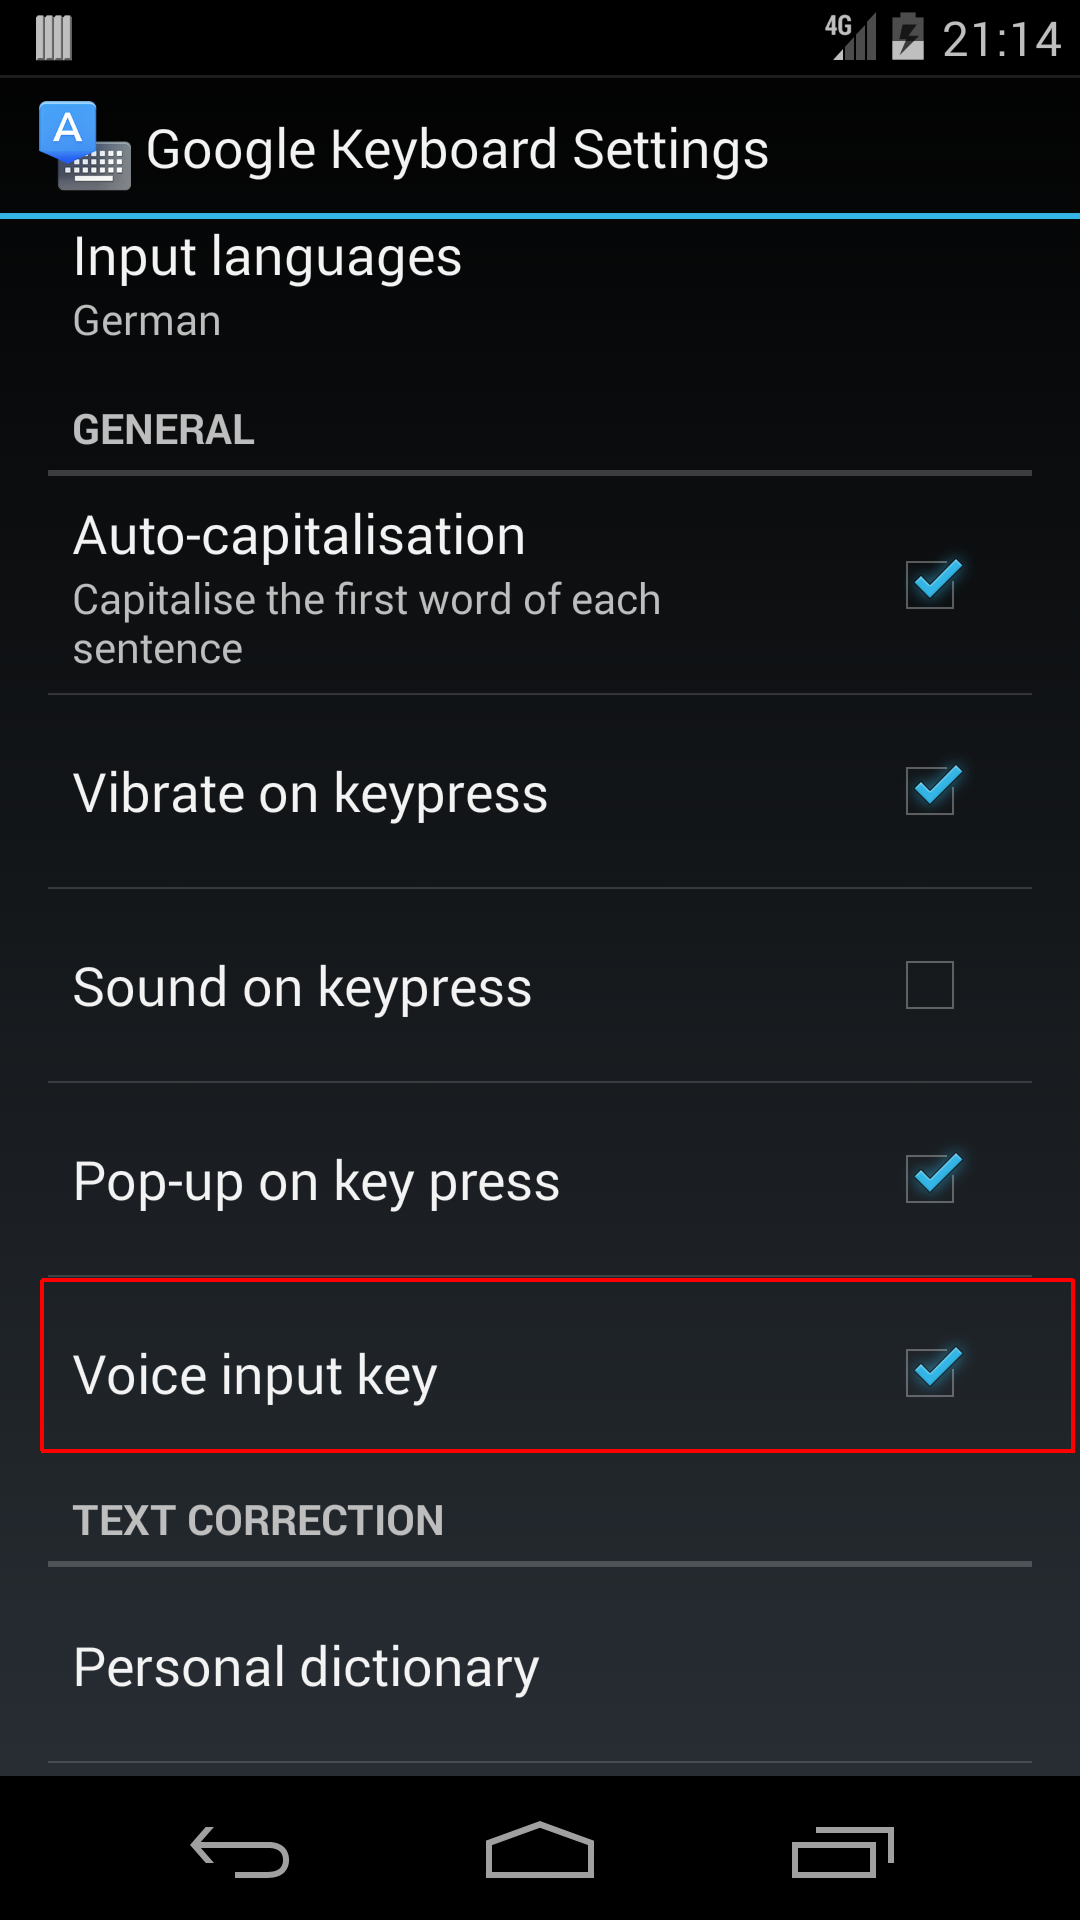 4G 21:14
A Google Keyboard Settings
Input languages
German
GENERAL
Auto-capitalisation
Capitalise the first word of each
sentence
Vibrate on keypress
Sound on keypress
Pop-up on key press
Voice input key
TEXT CORRECTION
Personal dictionary